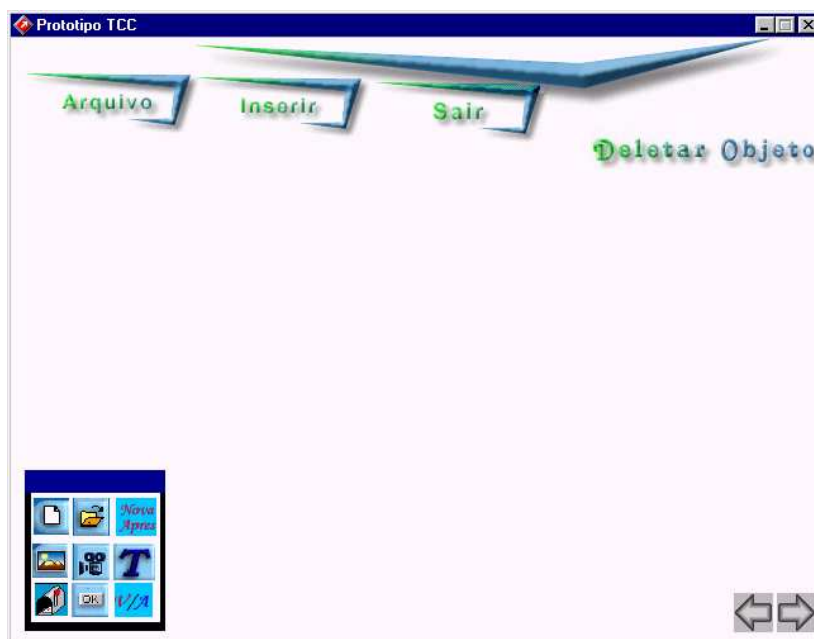 Prototipo TCC
Arquivo
Inserir
Sair
Deletar Objeto
Nova
Apres
T
OK
V/A